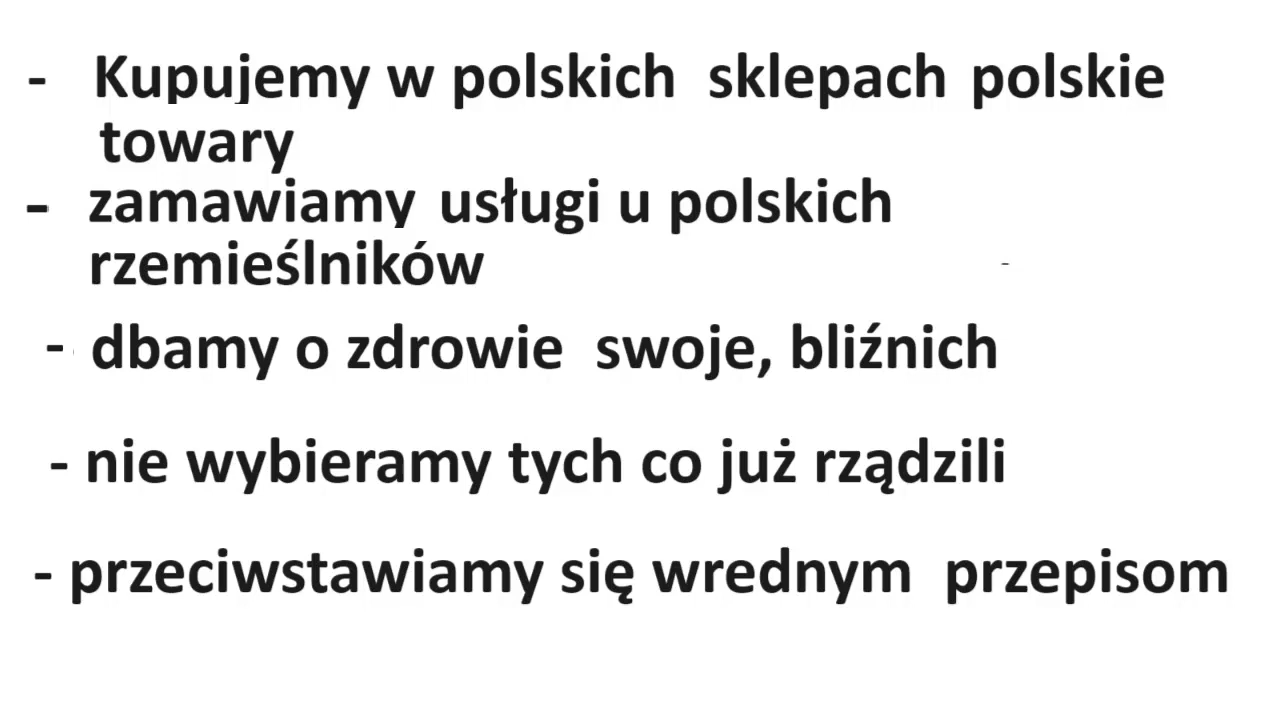 - Kupujemy w polskich sklepach polskie
towary
- zamawiamy usługi u polskich
rzemieślników
-
- dbamy o zdrowie swoje, bliźnich
- nie wybieramy tych co już rządzili
- przeciwstawiamy się wrednym przepisom